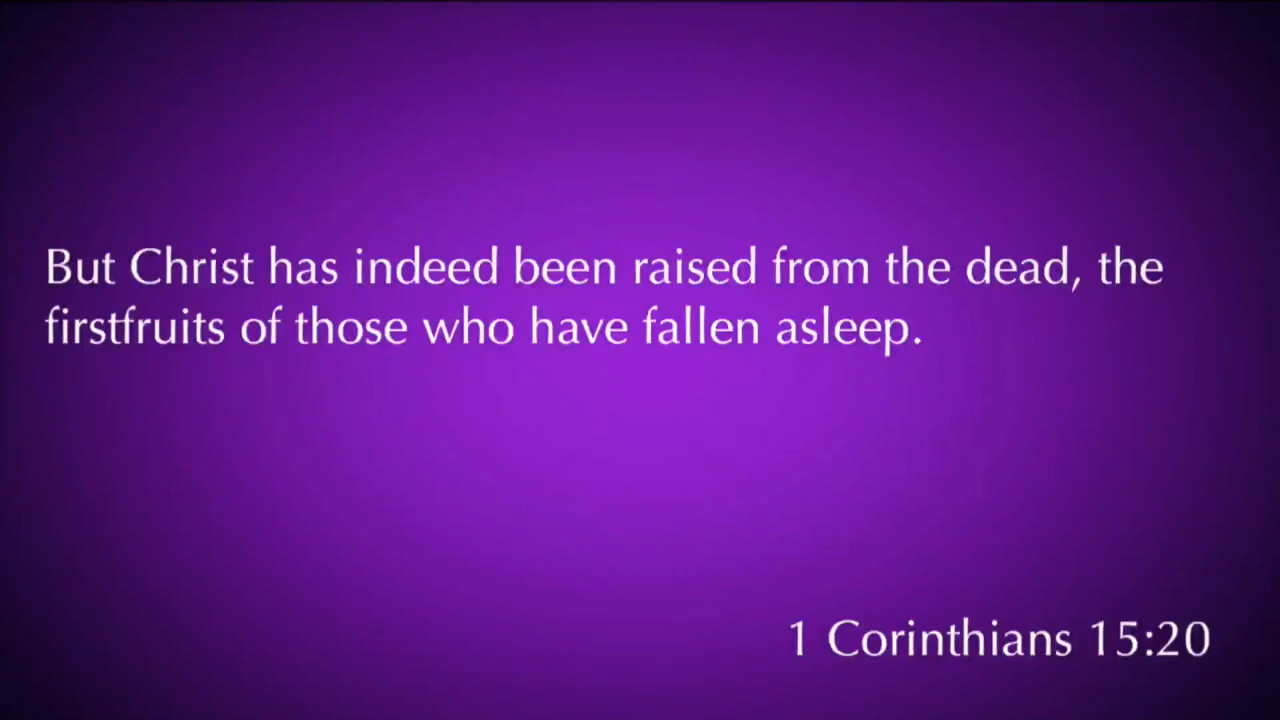 But Christ has indeed been raised from the dead, the
firstfruits of those who have fallen asleep.
1 Corinthians 15:20